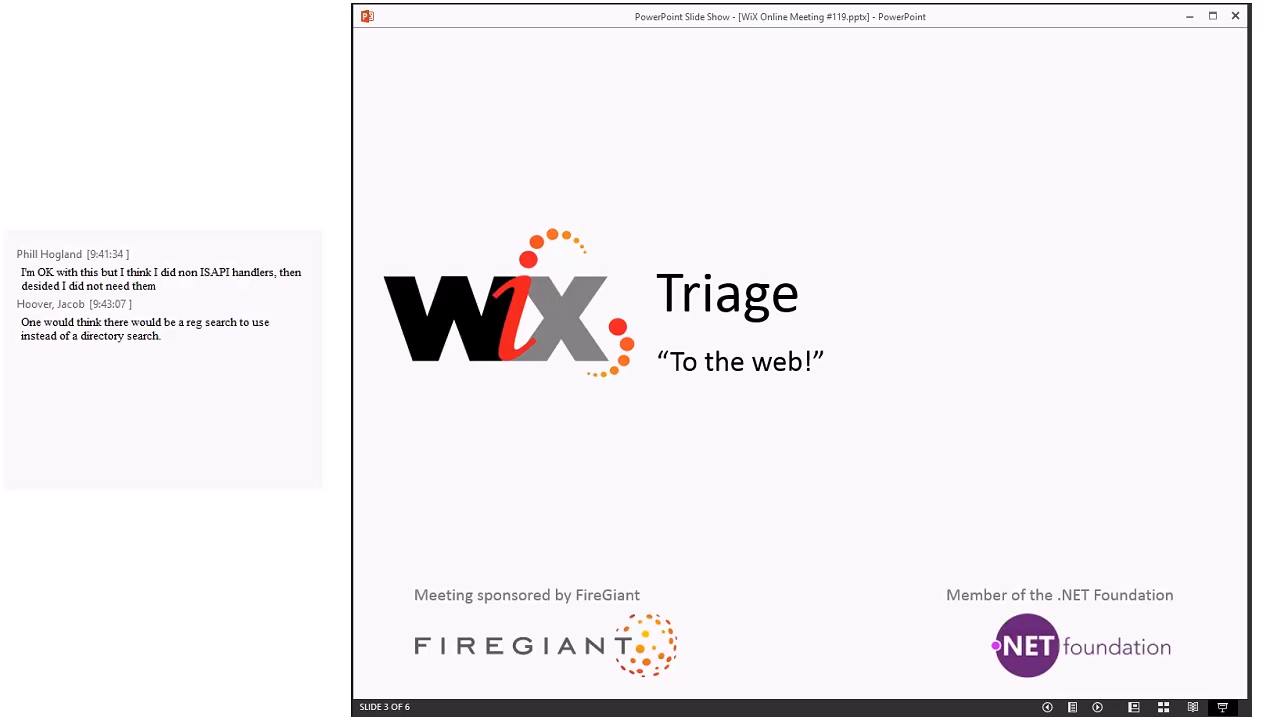 PowerPoint Slide Show - [WiX Online Meeting #119.pptx] - PowerPoint
Phill Hogland [9:41:34 ]
I'm OK with this but I think I did non ISAPI handlers, then
desided I did not need them
Hoover, Jacob [9:43:07 ]
One would think there would be a reg search to use
instead of a directory search.
WiX
Triage
“To the web!”
Meeting sponsored by FireGiant
FIREGIANT
Member of the .NET Foundation
.NET foundation
SLIDE 3 OF 6